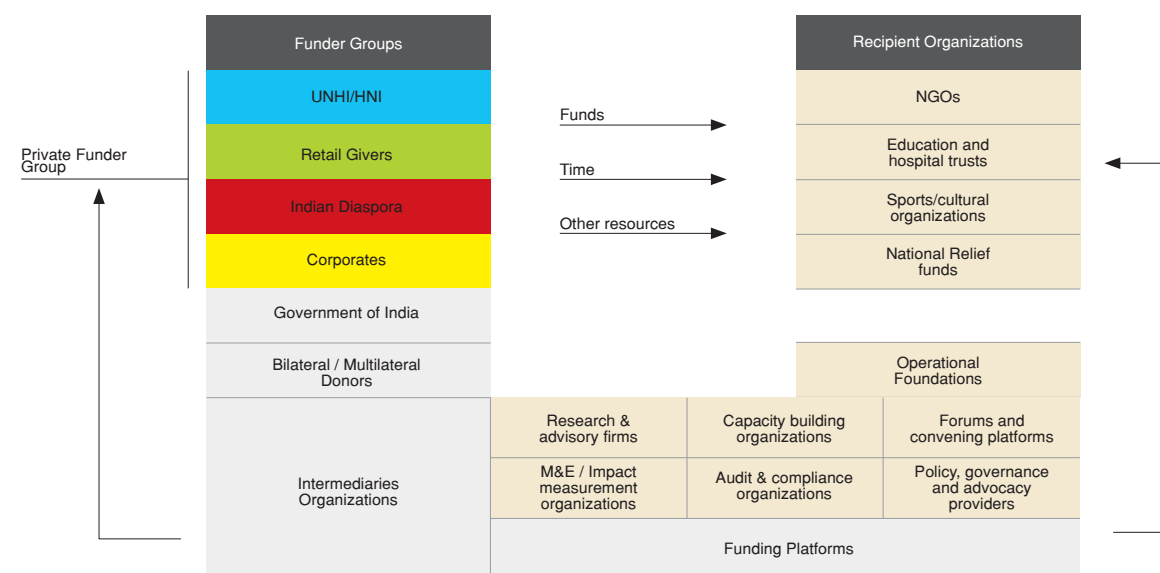 Funder Groups
Recipient Organizations
Private Funder
Group
UNHI/HNI
Retail Givers
Indian Diaspora
Corporates
Government of India
Bilateral / Multilateral
Donors
Intermediaries
Organizations
Funds
Time
Other resources
NGOs
Education and
hospital trusts
Sports/cultural
organizations
National Relief
funds
Operational
Foundations
Research &
advisory firms
Capacity building
organizations
Forums and
convening platforms
M&E / Impact
measurement
organizations
Audit & compliance
organizations
Policy, governance
and advocacy
providers
Funding Platforms